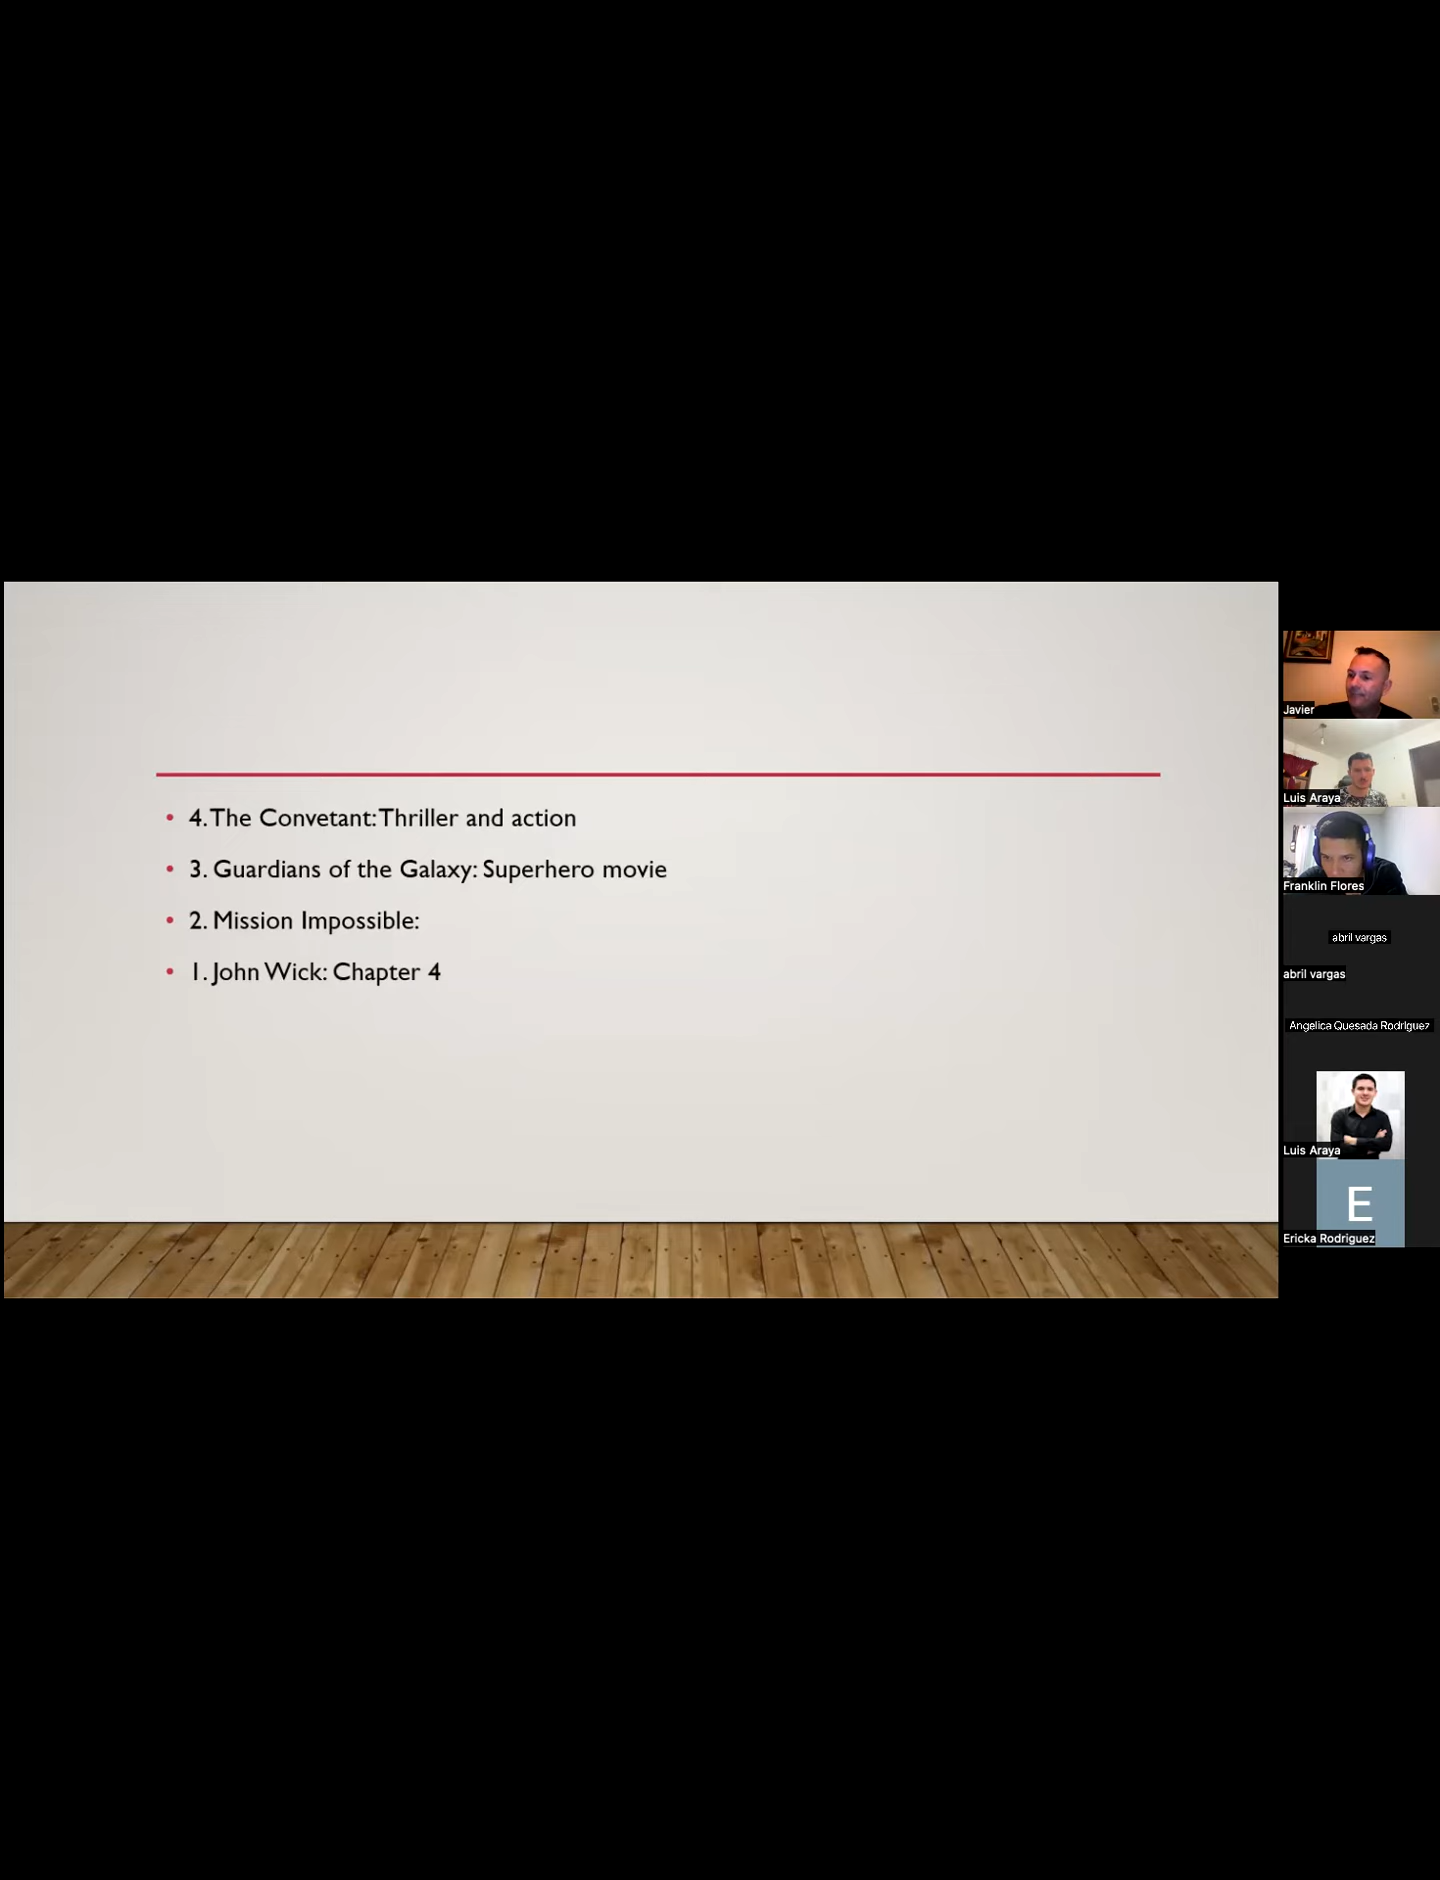 • 4. The Convetant: Thriller and action
• 3. Guardians of the Galaxy: Superhero movie
• 2. Mission Impossible:
• 1. John Wick: Chapter 4
Javier
Luis Araya
Franklin Flores
abril vargas
abril vargas
Angelica Quesada Rodriguez
Luis Araya
E
Ericka Rodriguez